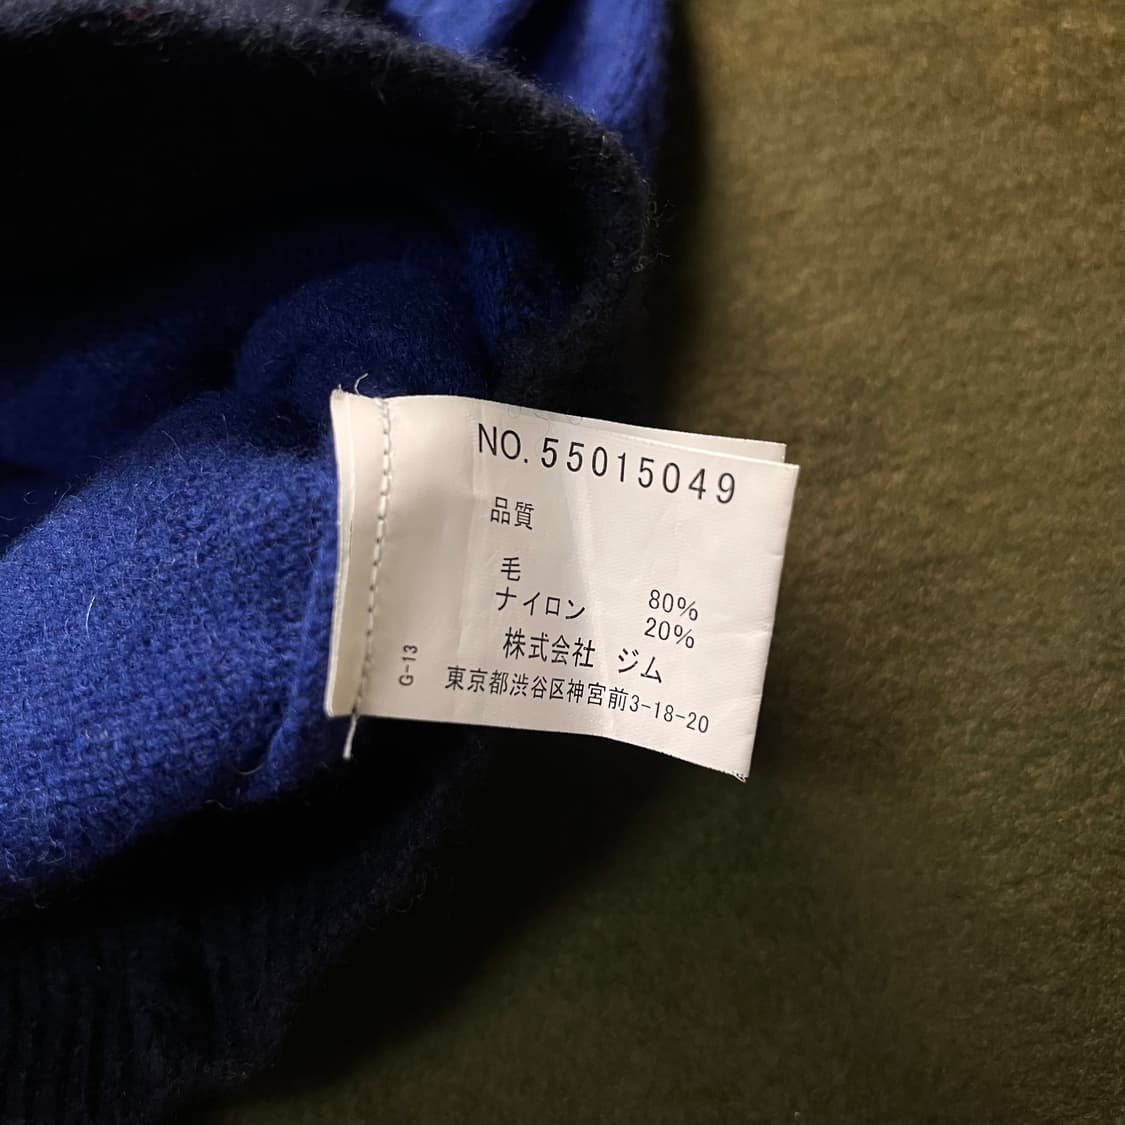 NO. 55015049
品質
毛 80%
ナイロン 20%
株式会社 ジム
東京都渋谷区神宮前3-18-20
G-13